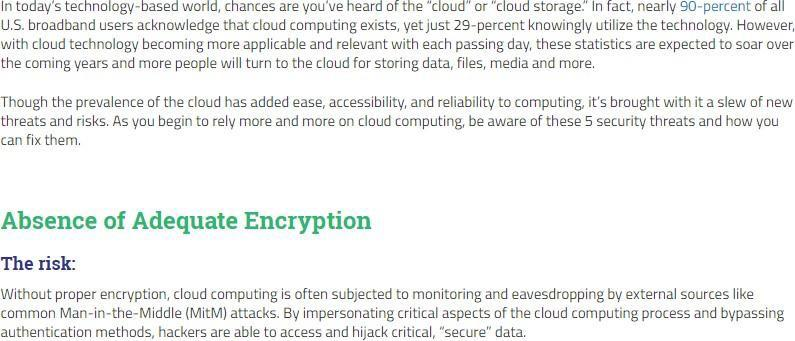 In today's technology-based world, chances are you've heard of the “cloud” or “cloud storage.” In fact, nearly 90-percent of all
U.S. broadband users acknowledge that cloud computing exists, yet just 29-percent knowingly utilize the technology. However,
with cloud technology becoming more applicable and relevant with each passing day, these statistics are expected to soar over
the coming years and more people will turn to the cloud for storing data, files, media and more.
Though the prevalence of the cloud has added ease, accessibility, and reliability to computing, it's brought with it a slew of new
threats and risks. As you begin to rely more and more on cloud computing, be aware of these 5 security threats and how you
can fix them.
Absence of Adequate Encryption
The risk:
Without proper encryption, cloud computing is often subjected to monitoring and eavesdropping by external sources like
common Man-in-the-Middle (MitM) attacks. By impersonating critical aspects of the cloud computing process and bypassing
authentication methods, hackers are able to access and hijack critical, “secure” data.